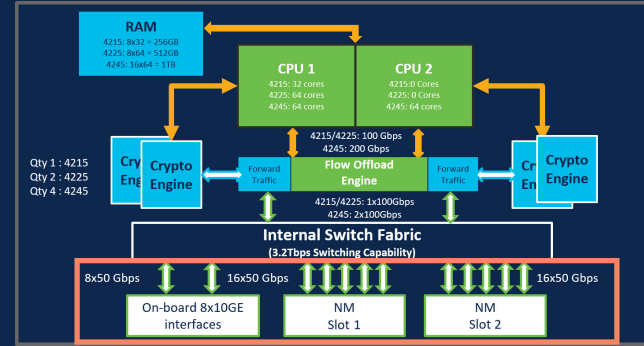 RAM
4215: 8x32 = 256GB
4225: 8x64 = 512GB
4245: 16x64 = 1TB
CPU 1
4215: 32 cores
4225: 64 cores
4245: 64 cores
CPU 2
4215:0 Cores
4225: 0 Cores
4245: 64 cores
4215/4225: 100 Gbps
4245: 200 Gbps
Qty 1 : 4215
Qty 2 : 4225
Qty 4 : 4245
Crypto
Engine
Forward
Traffic
Flow Offload
Engine
Forward
Traffic
Crypto
Engine
4215/4225: 1x100Gbps
4245: 2x100Gbps
Internal Switch Fabric
(3.2Tbps Switching Capability)
8x50 Gbps
16x50 Gbps
16x50 Gbps
On-board 8x10GE
interfaces
NM
Slot 1
NM
Slot 2